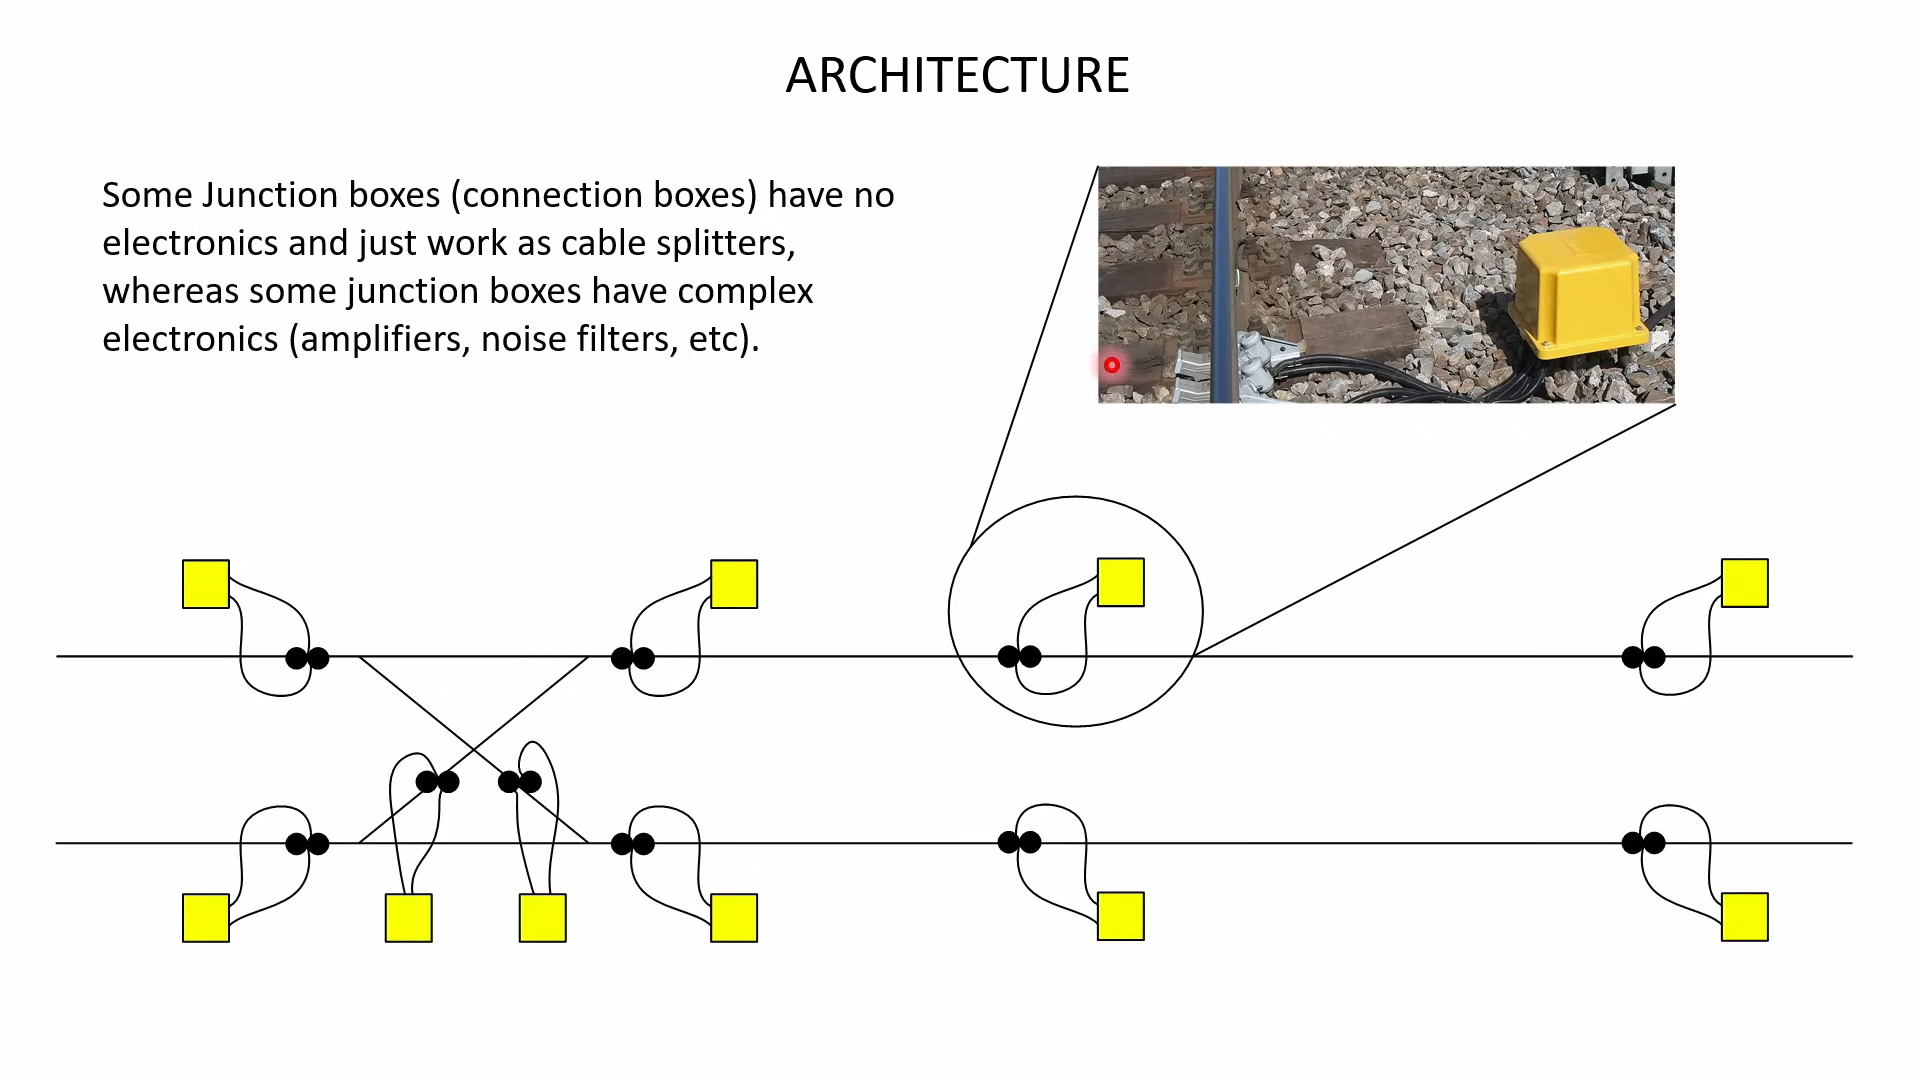 ARCHITECTURE
Some Junction boxes (connection boxes) have no
electronics and just work as cable splitters,
whereas some junction boxes have complex
electronics (amplifiers, noise filters, etc).